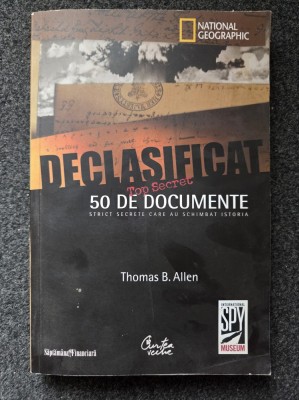 NATIONAL
GEOGRAPHIC
DECLASIFICAT
Top Secret
50 DE DOCUMENTE
STRICT SECRETE CARE AU SCHIMBAT ISTORIA
Thomas B. Allen
Săptămâna Financiară
Curtea
veche
INTERNATIONAL
SPY
MUSEUM